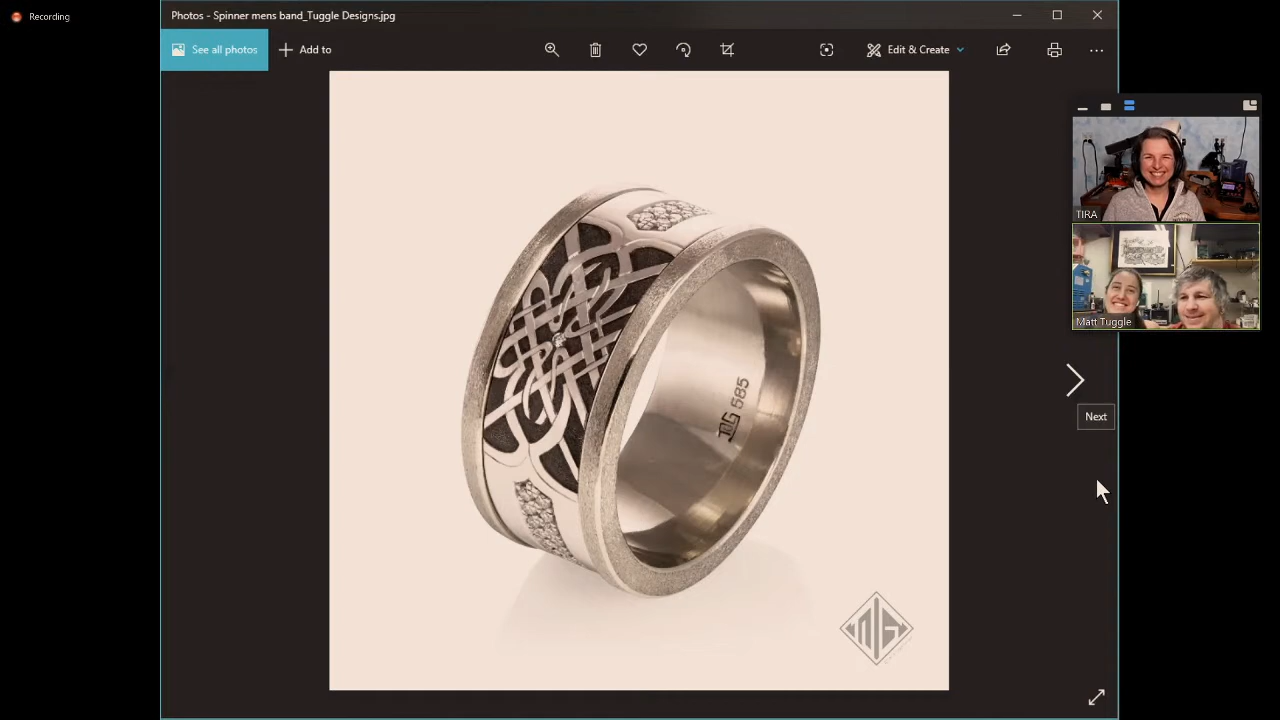 Recording
Photos - Spinner mens band_Tuggle Designs.jpg
See all photos
Add to
Edit & Create
TIRA
Matt Tuggle
Next
585